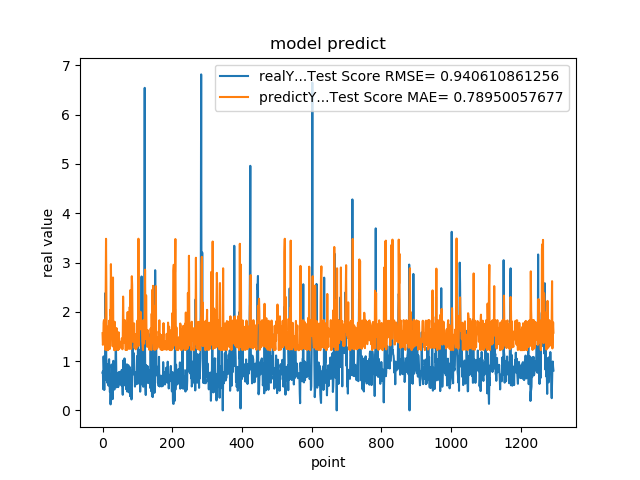 model predict
realY...Test Score RMSE= 0.940610861256
predictY...Test Score MAE= 0.78950057677
real value
7
6
5
4
3
2
1
0
0 200 400 600 800 1000 1200
point